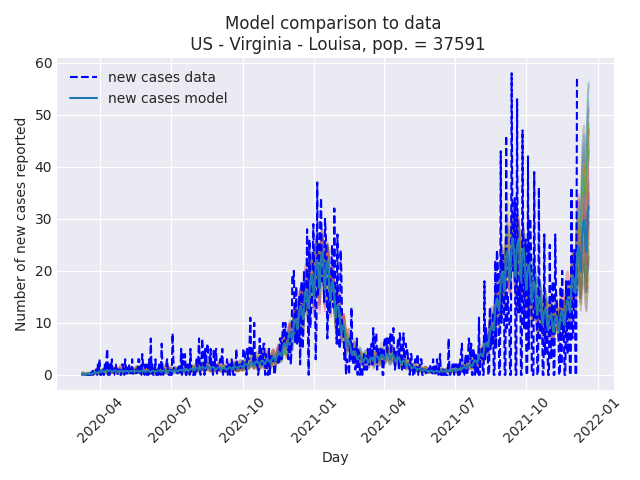 Model comparison to data
US - Virginia - Louisa, pop. = 37591
new cases data
new cases model
Number of new cases reported
60
50
40
30
20
10
0
2020-04
2020-07
2020-10
2021-01
2021-04
2021-07
2021-10
2022-01
Day